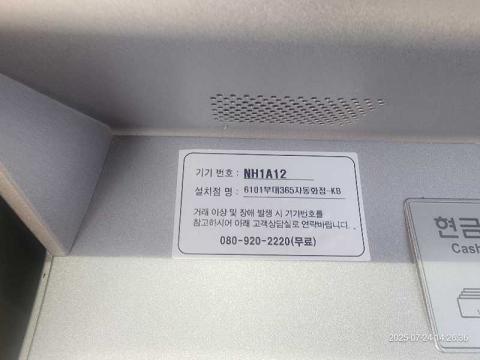 기기 번호 : NH1A12
설치점 명 : 6101부대365자동화점-KB
거래 이상 및 장애 발생 시 기기번호를
참고하시어 아래 고객상담실로 연락바랍니다.
080-920-2220(무료)
현금
Cash
2025-07-24 14:26:36